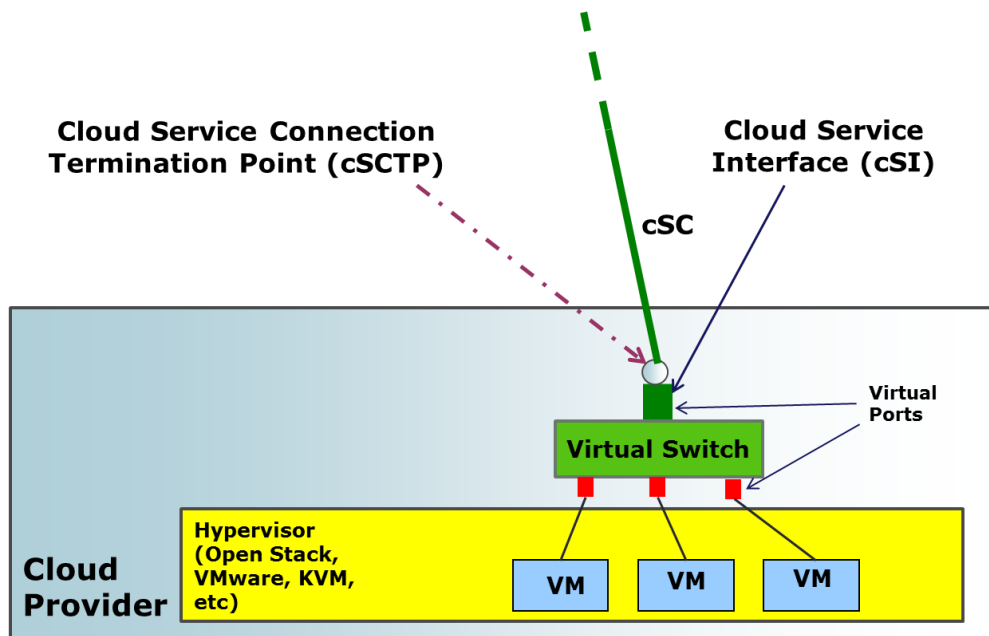 Cloud Service Connection
Termination Point (cSCTP)
Cloud Service
Interface (cSI)
cSC
Virtual
Ports
Virtual Switch
Hypervisor
(Open Stack,
VMware, KVM,
etc)
VM
VM
VM
Cloud
Provider